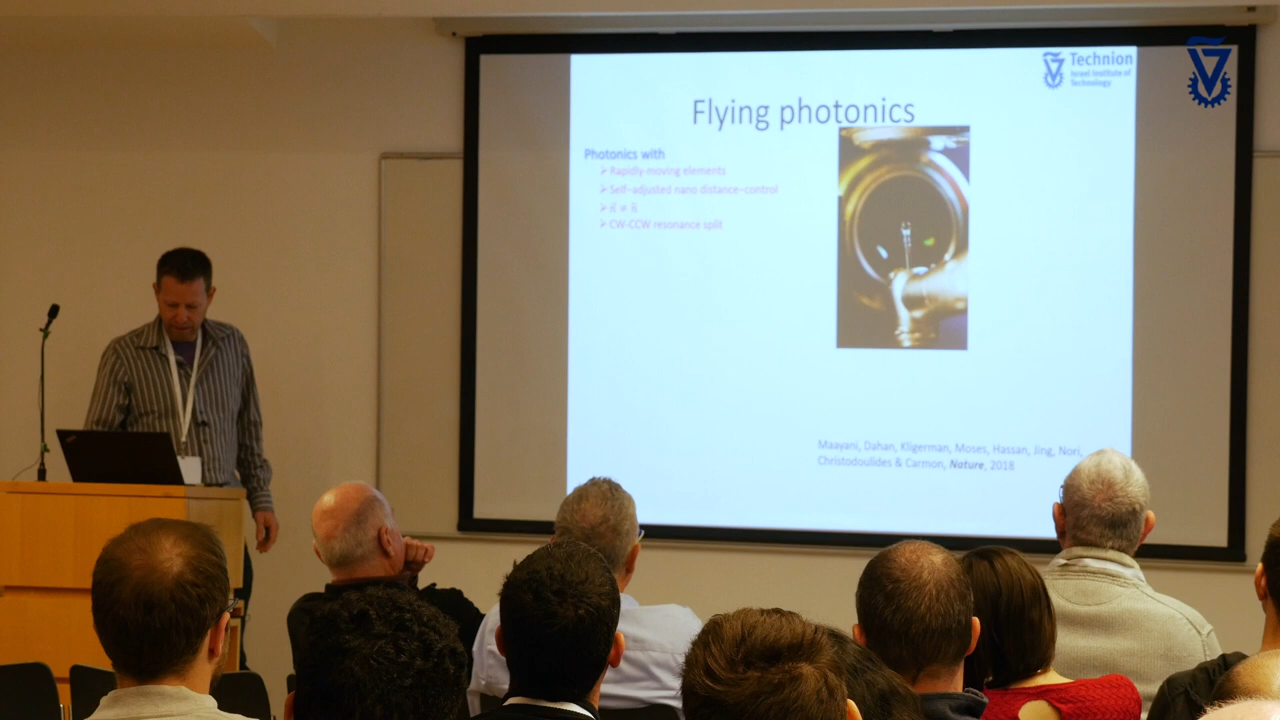 Technion
Israel Institute of
Technology
Flying photonics
Photonics with
➢ Rapidly-moving elements
➢ Self-adjusted nano distance-control
➢ CW-CCW resonance split
Maayani, Dahan, Kligerman, Moses, Hassan, Jing, Nori,
Christodoulides & Carmon, Nature, 2018